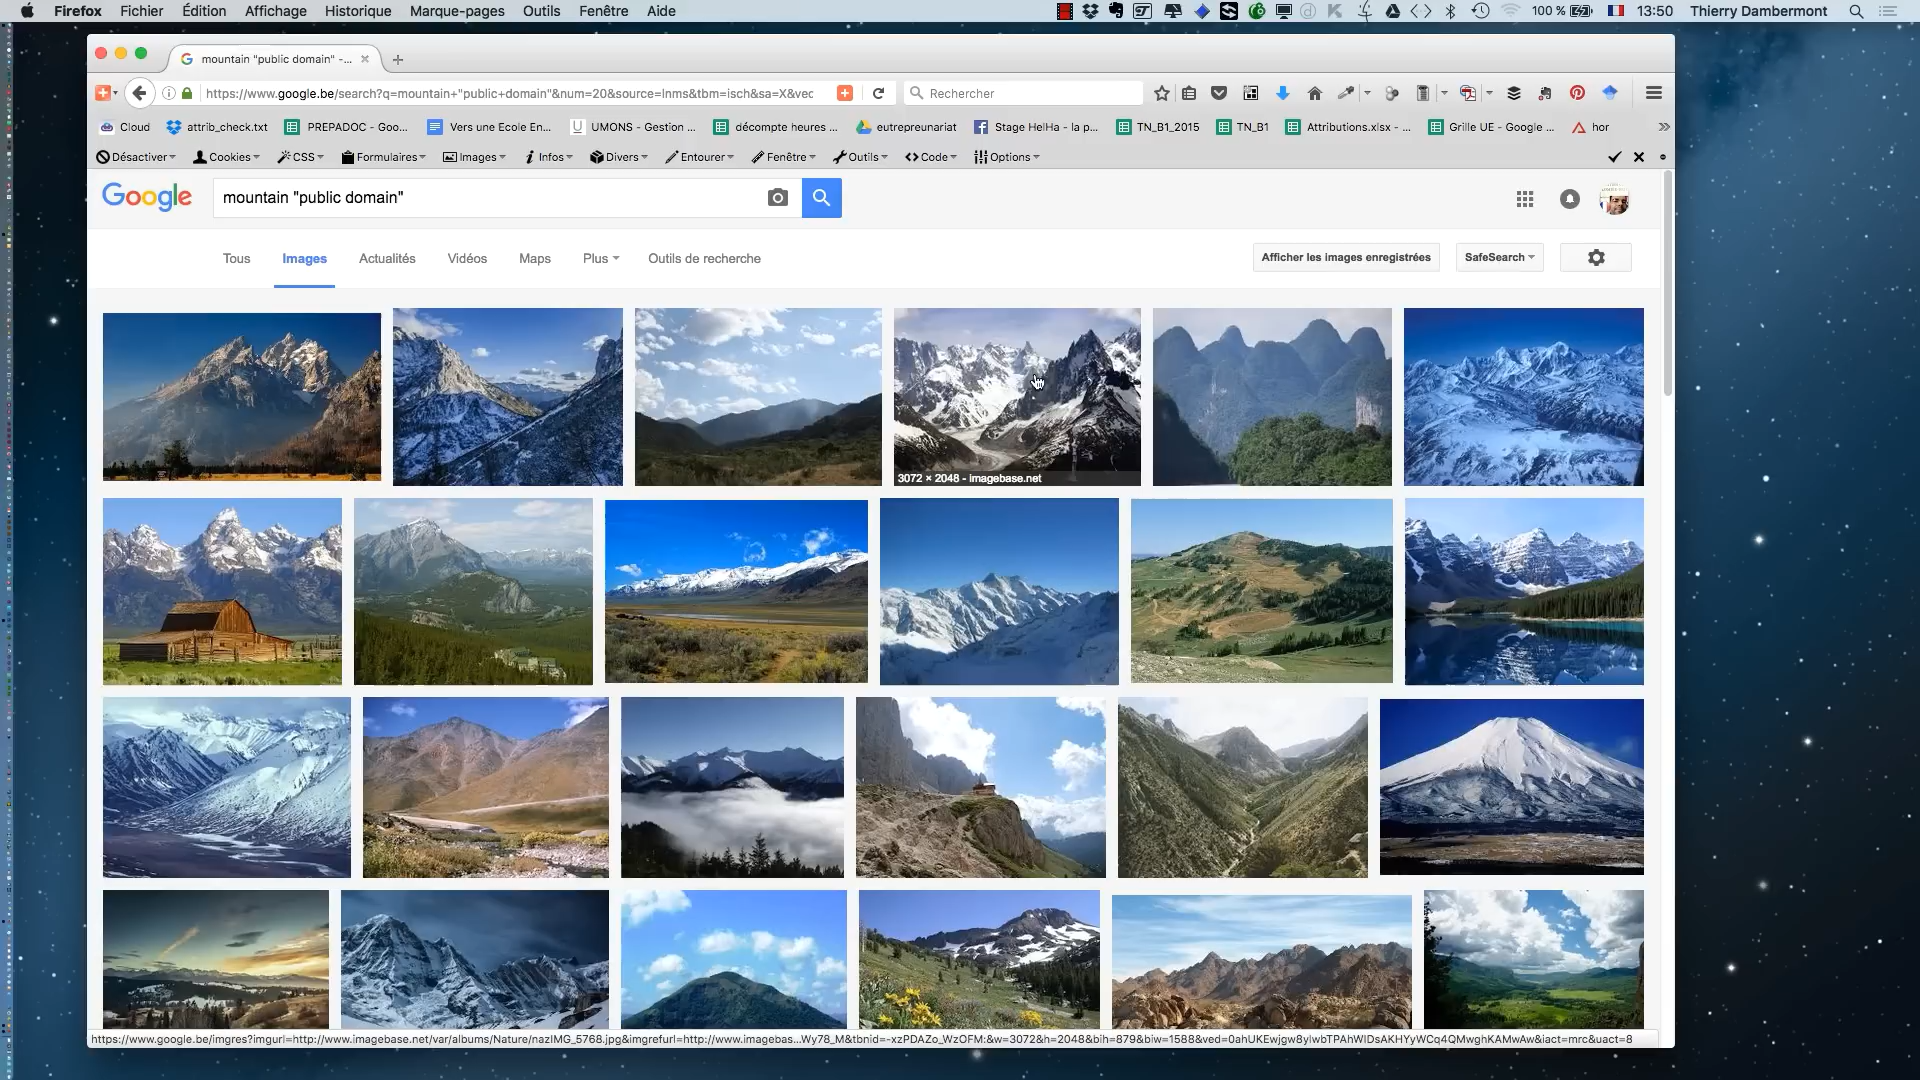 Firefox Fichier Édition Affichage Historique Marque-pages Outils Fenêtre Aide 100 % 13:50 Thierry Dambermont
mountain "public domain" -...
https://www.google.be/search?q=mountain+"public+domain"&num=20&source=lnms&tbm=isch&sa=X&vec Rechercher
Cloud attrib_check.txt PREPADOC - Goo... Vers une Ecole En... UMONS - Gestion ... décompte heures ... eutrepreunariat Stage HelHa - la p... TN_B1_2015 TN_B1 Attributions.xlsx - ... Grille UE - Google ... hor
Désactiver Cookies CSS Formulaires Images Infos Divers Entourer Fenêtre Outils Code Options
Google mountain "public domain"
Tous Images Actualités Vidéos Maps Plus Outils de recherche Afficher les images enregistrées SafeSearch
3072 × 2048 - imagebase.net
https://www.google.be/imgres?imgurl=http://www.imagebase.net/var/albums/Nature/nazIMG_5768.jpg&imgrefurl=http://www.imagebas...Wy78_M&tbnid=-xzPDAZo_WzOFM:&w=3072&h=2048&bih=879&biw=1588&ved=0ahUKEwjgw8ylwbTPAhWIDsAKHYyWCq4QMwghKAMwAw&iact=mrc&uact=8